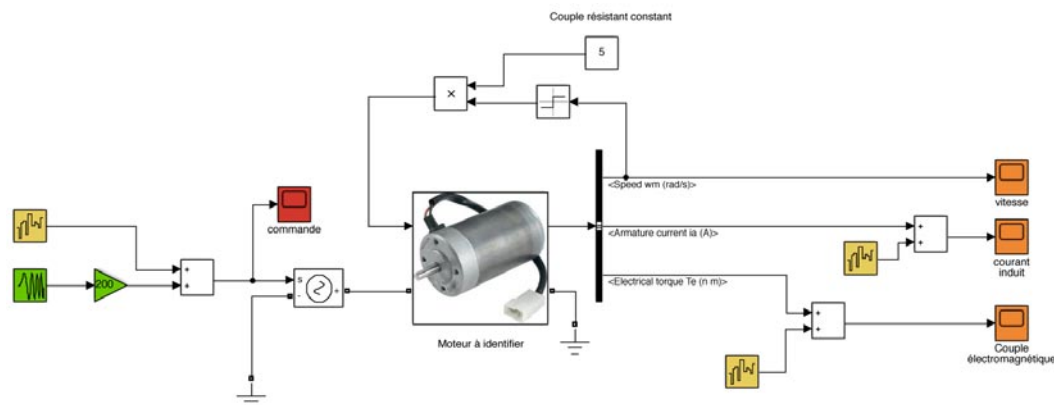 Couple résistant constant
5
×
<Speed wm (rad/s)>
vitesse
commande
<Armature current ia (A)>
+
+
courant
induit
200
+
+
s
-
+
<Electrical torque Te (n m)>
+
+
Moteur à identifier
Couple
électromagnétique